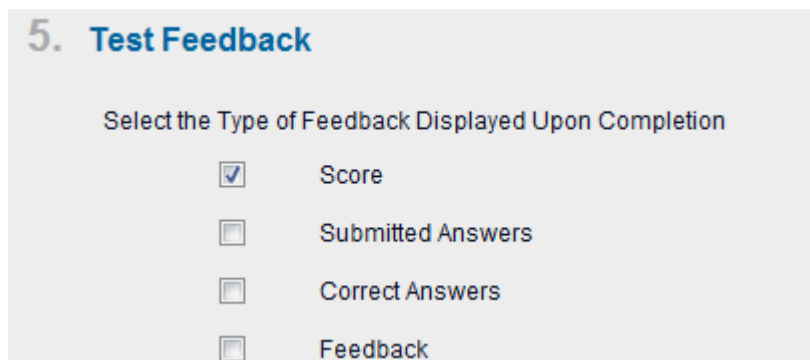 5. Test Feedback
Select the Type of Feedback Displayed Upon Completion
Score
Submitted Answers
Correct Answers
Feedback